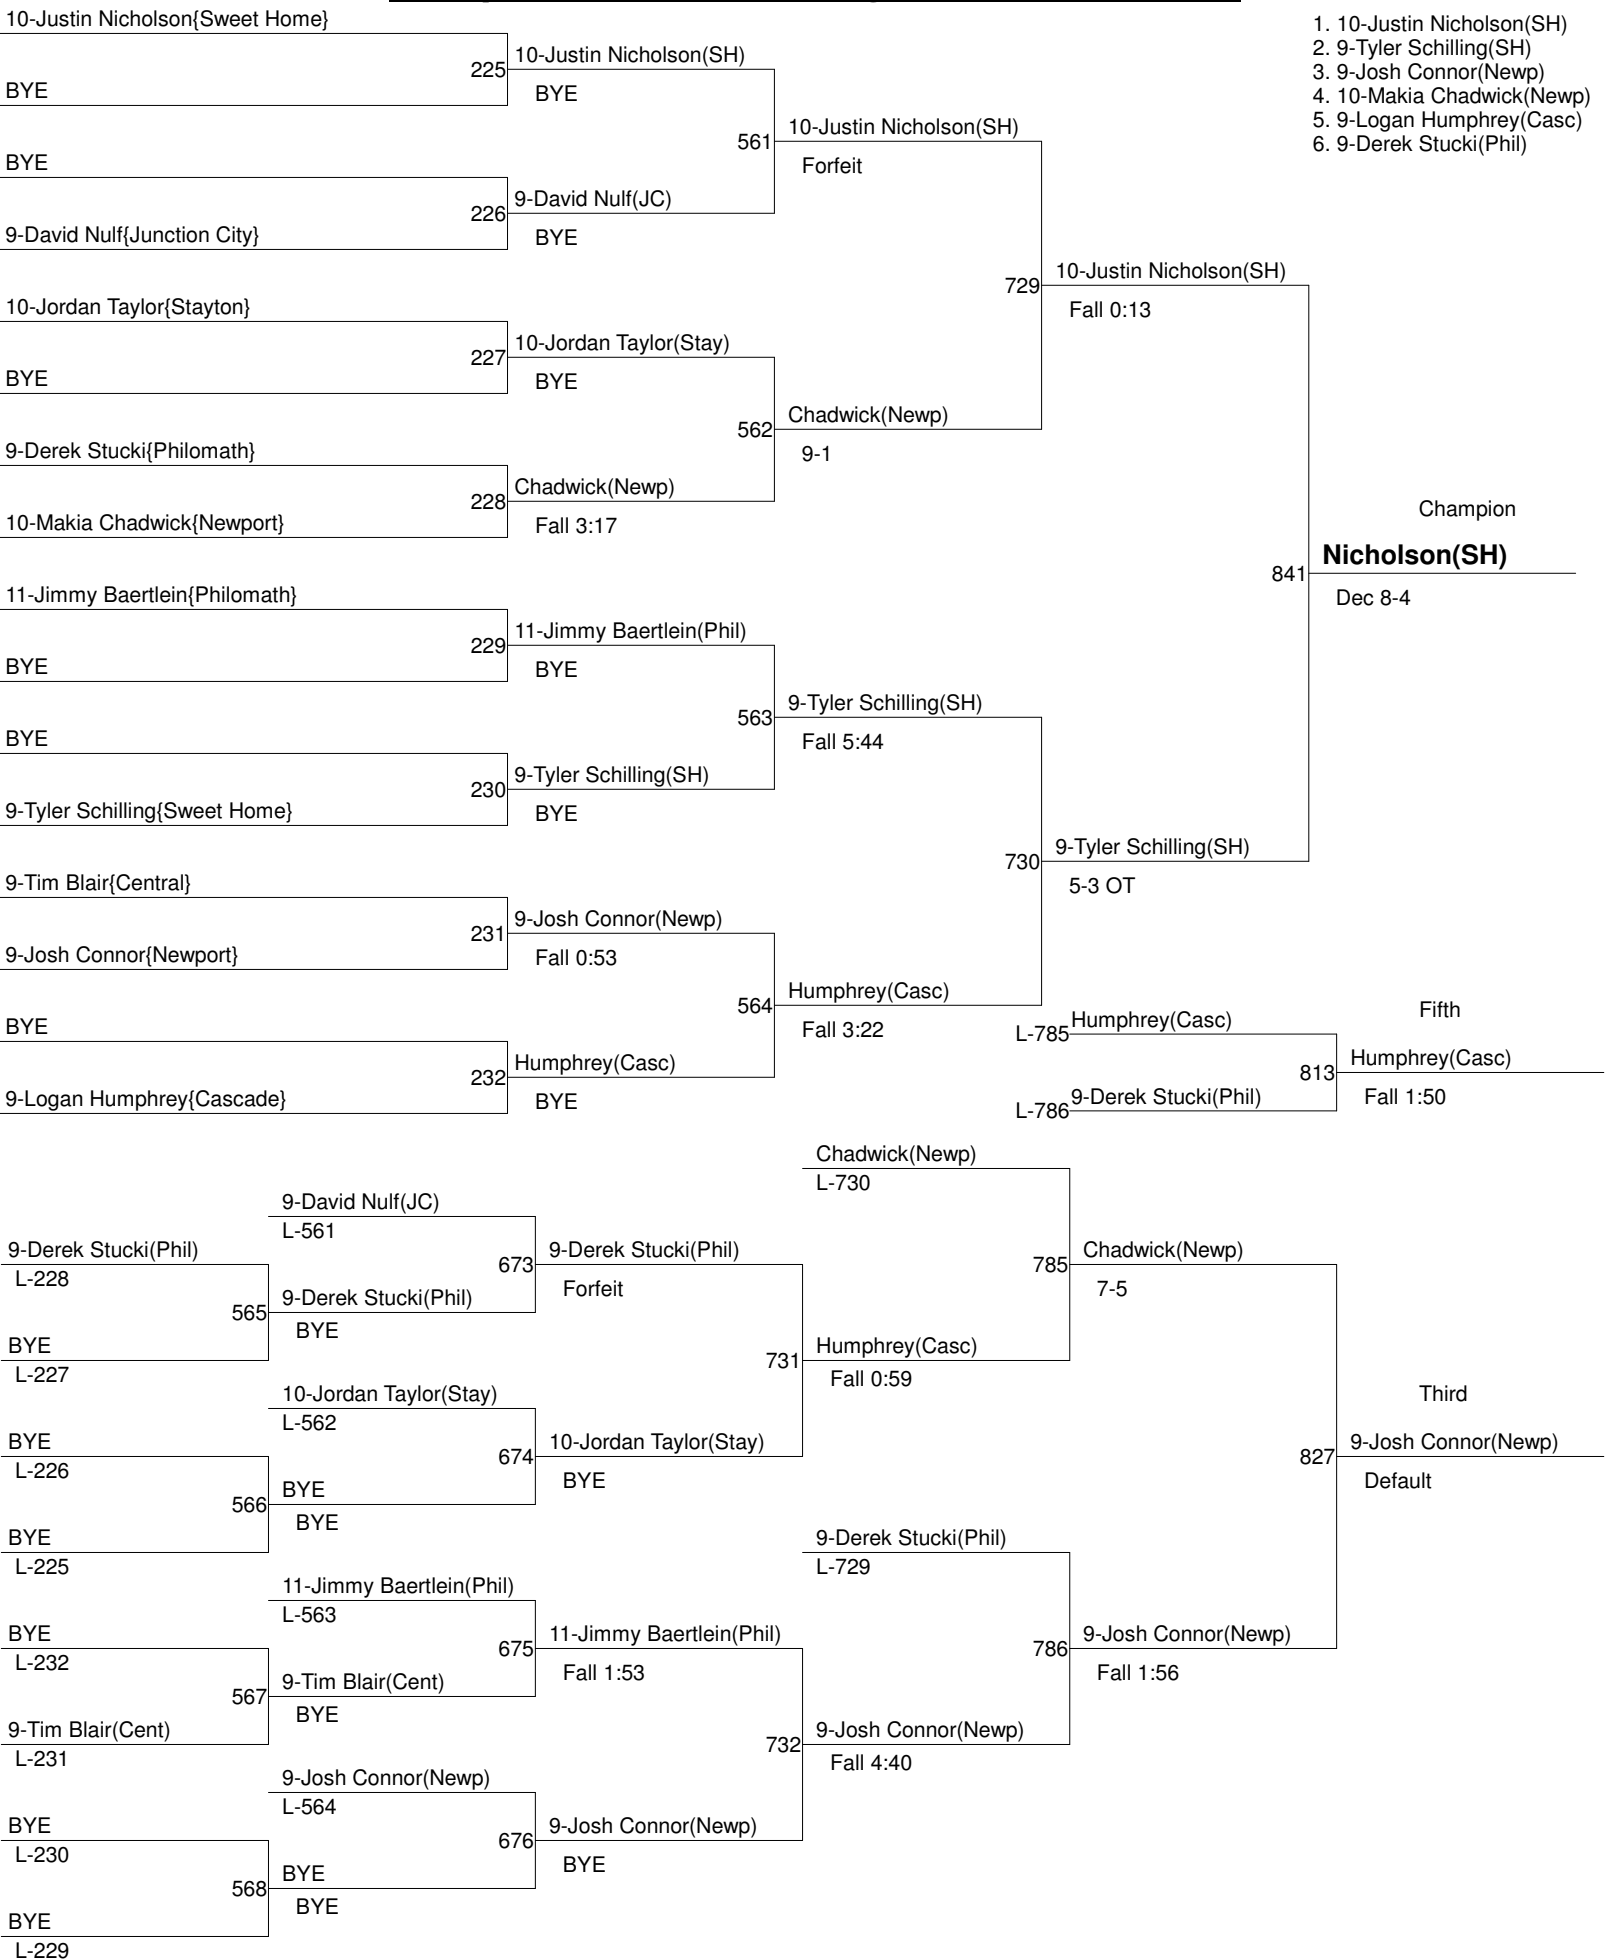 10-Justin Nicholson{Sweet Home}
BYE
BYE
9-David Nulf{Junction City}
10-Jordan Taylor{Stayton}
BYE
9-Derek Stucki{Philomath}
10-Makia Chadwick{Newport}
11-Jimmy Baertlein{Philomath}
BYE
BYE
9-Tyler Schilling{Sweet Home}
9-Tim Blair{Central}
9-Josh Connor{Newport}
BYE
9-Logan Humphrey{Cascade}
225
10-Justin Nicholson(SH)
BYE
226
9-David Nulf(JC)
BYE
227
10-Jordan Taylor(Stay)
BYE
228
Chadwick(Newp)
Fall 3:17
229
11-Jimmy Baertlein(Phil)
BYE
230
9-Tyler Schilling(SH)
BYE
231
9-Josh Connor(Newp)
Fall 0:53
232
Humphrey(Casc)
BYE
561
10-Justin Nicholson(SH)
Forfeit
562
Chadwick(Newp)
9-1
563
9-Tyler Schilling(SH)
Fall 5:44
564
Humphrey(Casc)
Fall 3:22
729
10-Justin Nicholson(SH)
Fall 0:13
730
9-Tyler Schilling(SH)
5-3 OT
Champion
841
Nicholson(SH)
Dec 8-4
1. 10-Justin Nicholson(SH)
2. 9-Tyler Schilling(SH)
3. 9-Josh Connor(Newp)
4. 10-Makia Chadwick(Newp)
5. 9-Logan Humphrey(Casc)
6. 9-Derek Stucki(Phil)
L-785
Humphrey(Casc)
L-786
9-Derek Stucki(Phil)
Fifth
813
Humphrey(Casc)
Fall 1:50
9-Derek Stucki(Phil)
L-228
BYE
L-227
BYE
L-226
BYE
L-225
BYE
L-232
9-Tim Blair(Cent)
L-231
BYE
L-230
BYE
L-229
9-David Nulf(JC)
L-561
565
9-Derek Stucki(Phil)
BYE
10-Jordan Taylor(Stay)
L-562
566
BYE
BYE
11-Jimmy Baertlein(Phil)
L-563
567
9-Tim Blair(Cent)
BYE
9-Josh Connor(Newp)
L-564
568
BYE
BYE
673
9-Derek Stucki(Phil)
Forfeit
674
10-Jordan Taylor(Stay)
BYE
675
11-Jimmy Baertlein(Phil)
Fall 1:53
676
9-Josh Connor(Newp)
BYE
Chadwick(Newp)
L-730
731
Humphrey(Casc)
Fall 0:59
9-Derek Stucki(Phil)
L-729
732
9-Josh Connor(Newp)
Fall 4:40
785
Chadwick(Newp)
7-5
786
9-Josh Connor(Newp)
Fall 1:56
Third
827
9-Josh Connor(Newp)
Default